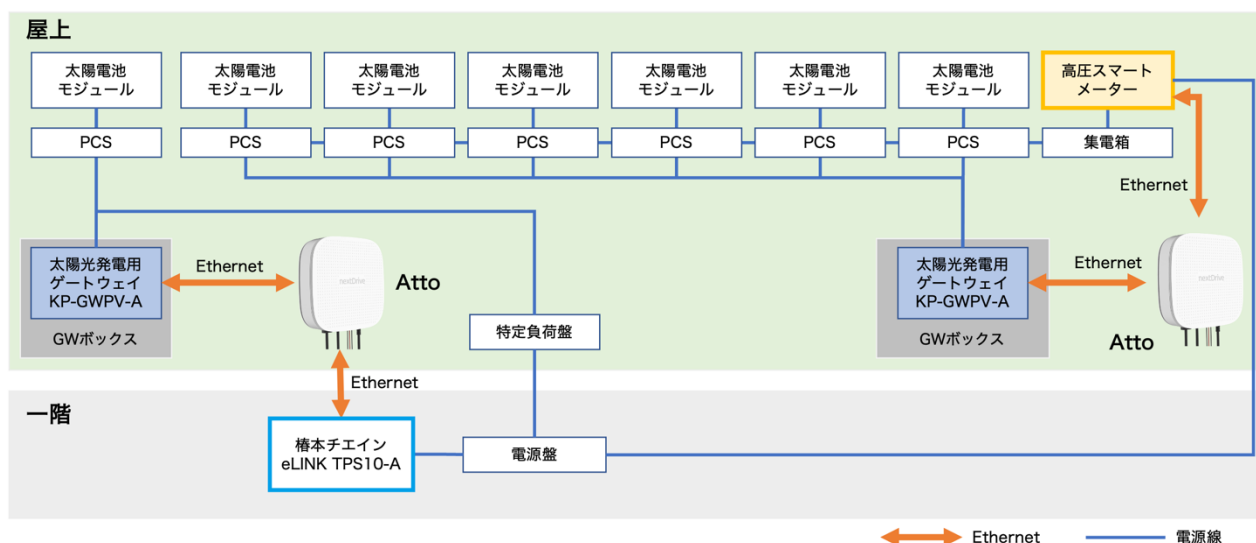 屋上
太陽電池
モジュール
太陽電池
モジュール
太陽電池
モジュール
太陽電池
モジュール
太陽電池
モジュール
太陽電池
モジュール
太陽電池
モジュール
高圧スマート
メーター
PCS
PCS
PCS
PCS
PCS
PCS
PCS
集電箱
Ethernet
太陽光発電用
ゲートウェイ
KP-GWPV-A
GWボックス
Ethernet
nextDrive
Atto
特定負荷盤
太陽光発電用
ゲートウェイ
KP-GWPV-A
GWボックス
Ethernet
nextDrive
Atto
Ethernet
一階
椿本チエイン
eLINK TPS10-A
電源盤
Ethernet
電源線